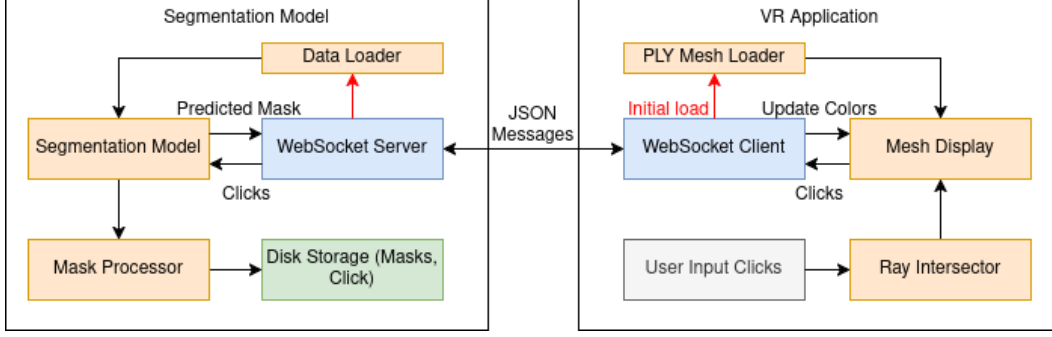 Segmentation Model
VR Application
Data Loader
PLY Mesh Loader
Predicted Mask
Initial load
Update Colors
JSON
Messages
Segmentation Model
WebSocket Server
WebSocket Client
Mesh Display
Clicks
Clicks
Mask Processor
Disk Storage (Masks,
Click)
User Input Clicks
Ray Intersector